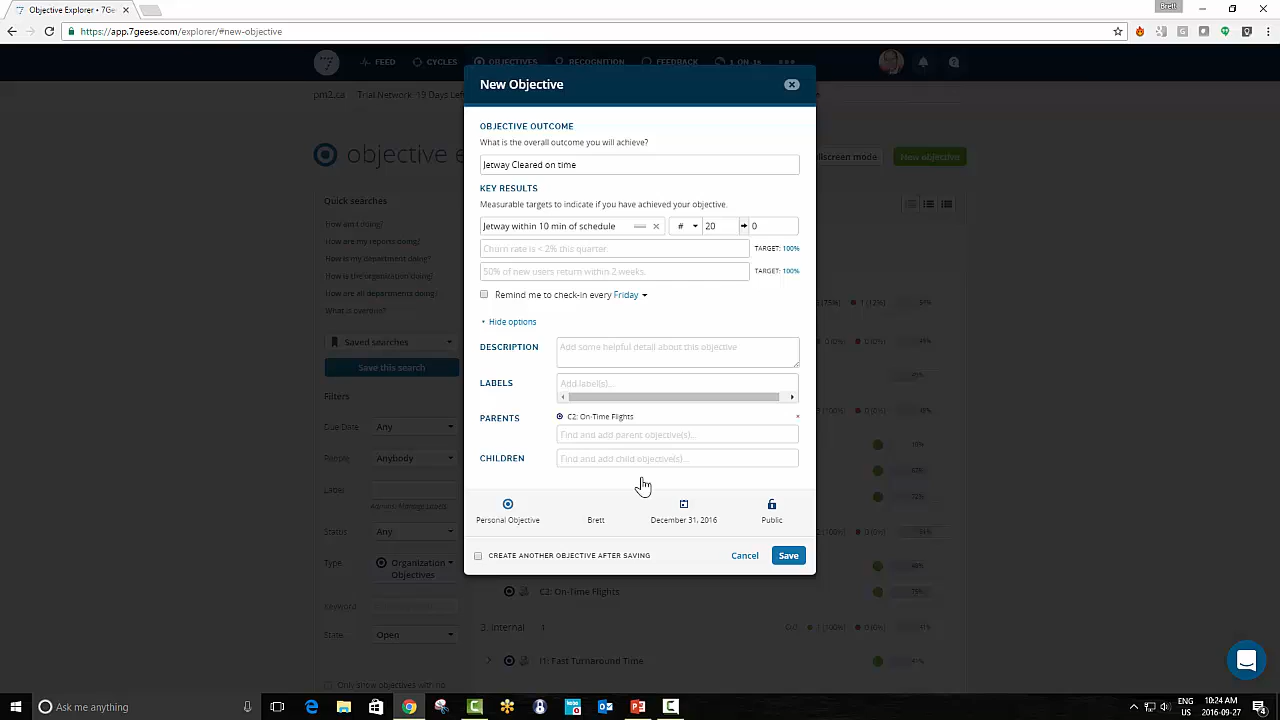 Objective Explorer • 7Gee
Brett
https://app.7geese.com/explorer/#new-objective
FEED CYCLES OBJECTIVES RECOGNITION FEEDBACK 1-ON-1S
pm2.ca Trial Network 19 Days Left
New Objective
OBJECTIVE OUTCOME
What is the overall outcome you will achieve?
Jetway Cleared on time
KEY RESULTS
Measurable targets to indicate if you have achieved your objective.
Jetway within 10 min of schedule # 20 0
Churn rate is < 2% this quarter. TARGET: 100%
50% of new users return within 2 weeks. TARGET: 100%
Remind me to check-in every Friday
Hide options
DESCRIPTION Add some helpful detail about this objective
LABELS Add label(s)...
PARENTS C2: On-Time Flights
Find and add parent objective(s)...
CHILDREN Find and add child objective(s)...
Personal Objective Brett December 31, 2016 Public
CREATE ANOTHER OBJECTIVE AFTER SAVING Cancel Save
objective e
New objective
Quick searches
How am I doing?
How are my reports doing?
How is my department doing?
How is the organization doing?
How are all departments doing?
What is overdue?
Saved searches
Save this search
Filters
Due Date Any
People Anybody
Label
Status Any
Type Organization Objectives
Keyword
State Open
Only show objectives with no
C2: On-Time Flights
3. Internal 1
I1: Fast Turnaround Time 41%
Ask me anything
ENG
US
10:24 AM
2016-09-27